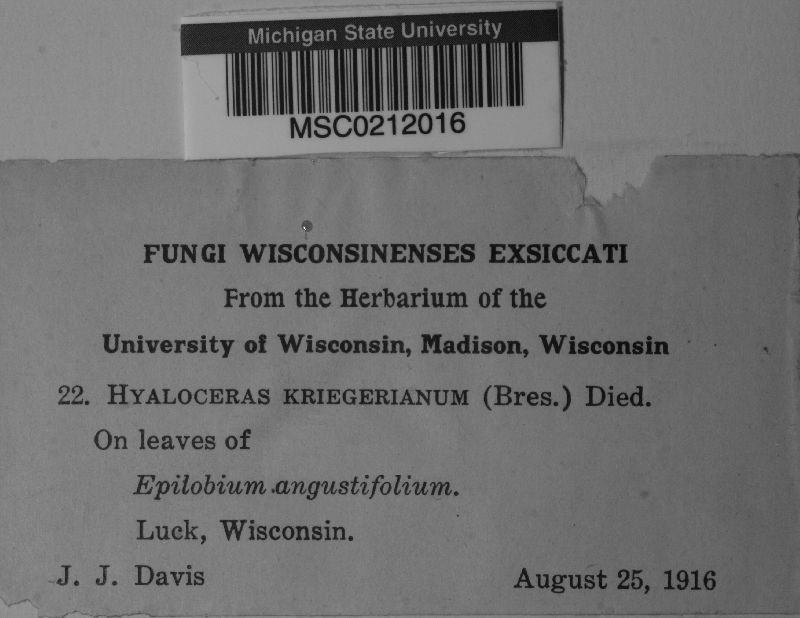 Michigan State University
MSC0212016
FUNGI WISCONSINENSES EXSICCATI
From the Herbarium of the
University of Wisconsin, Madison, Wisconsin
22. HYALOCERAS KRIEGERIANUM (Bres.) Died.
On leaves of
Epilobium angustifolium.
Luck, Wisconsin.
J. J. Davis August 25, 1916